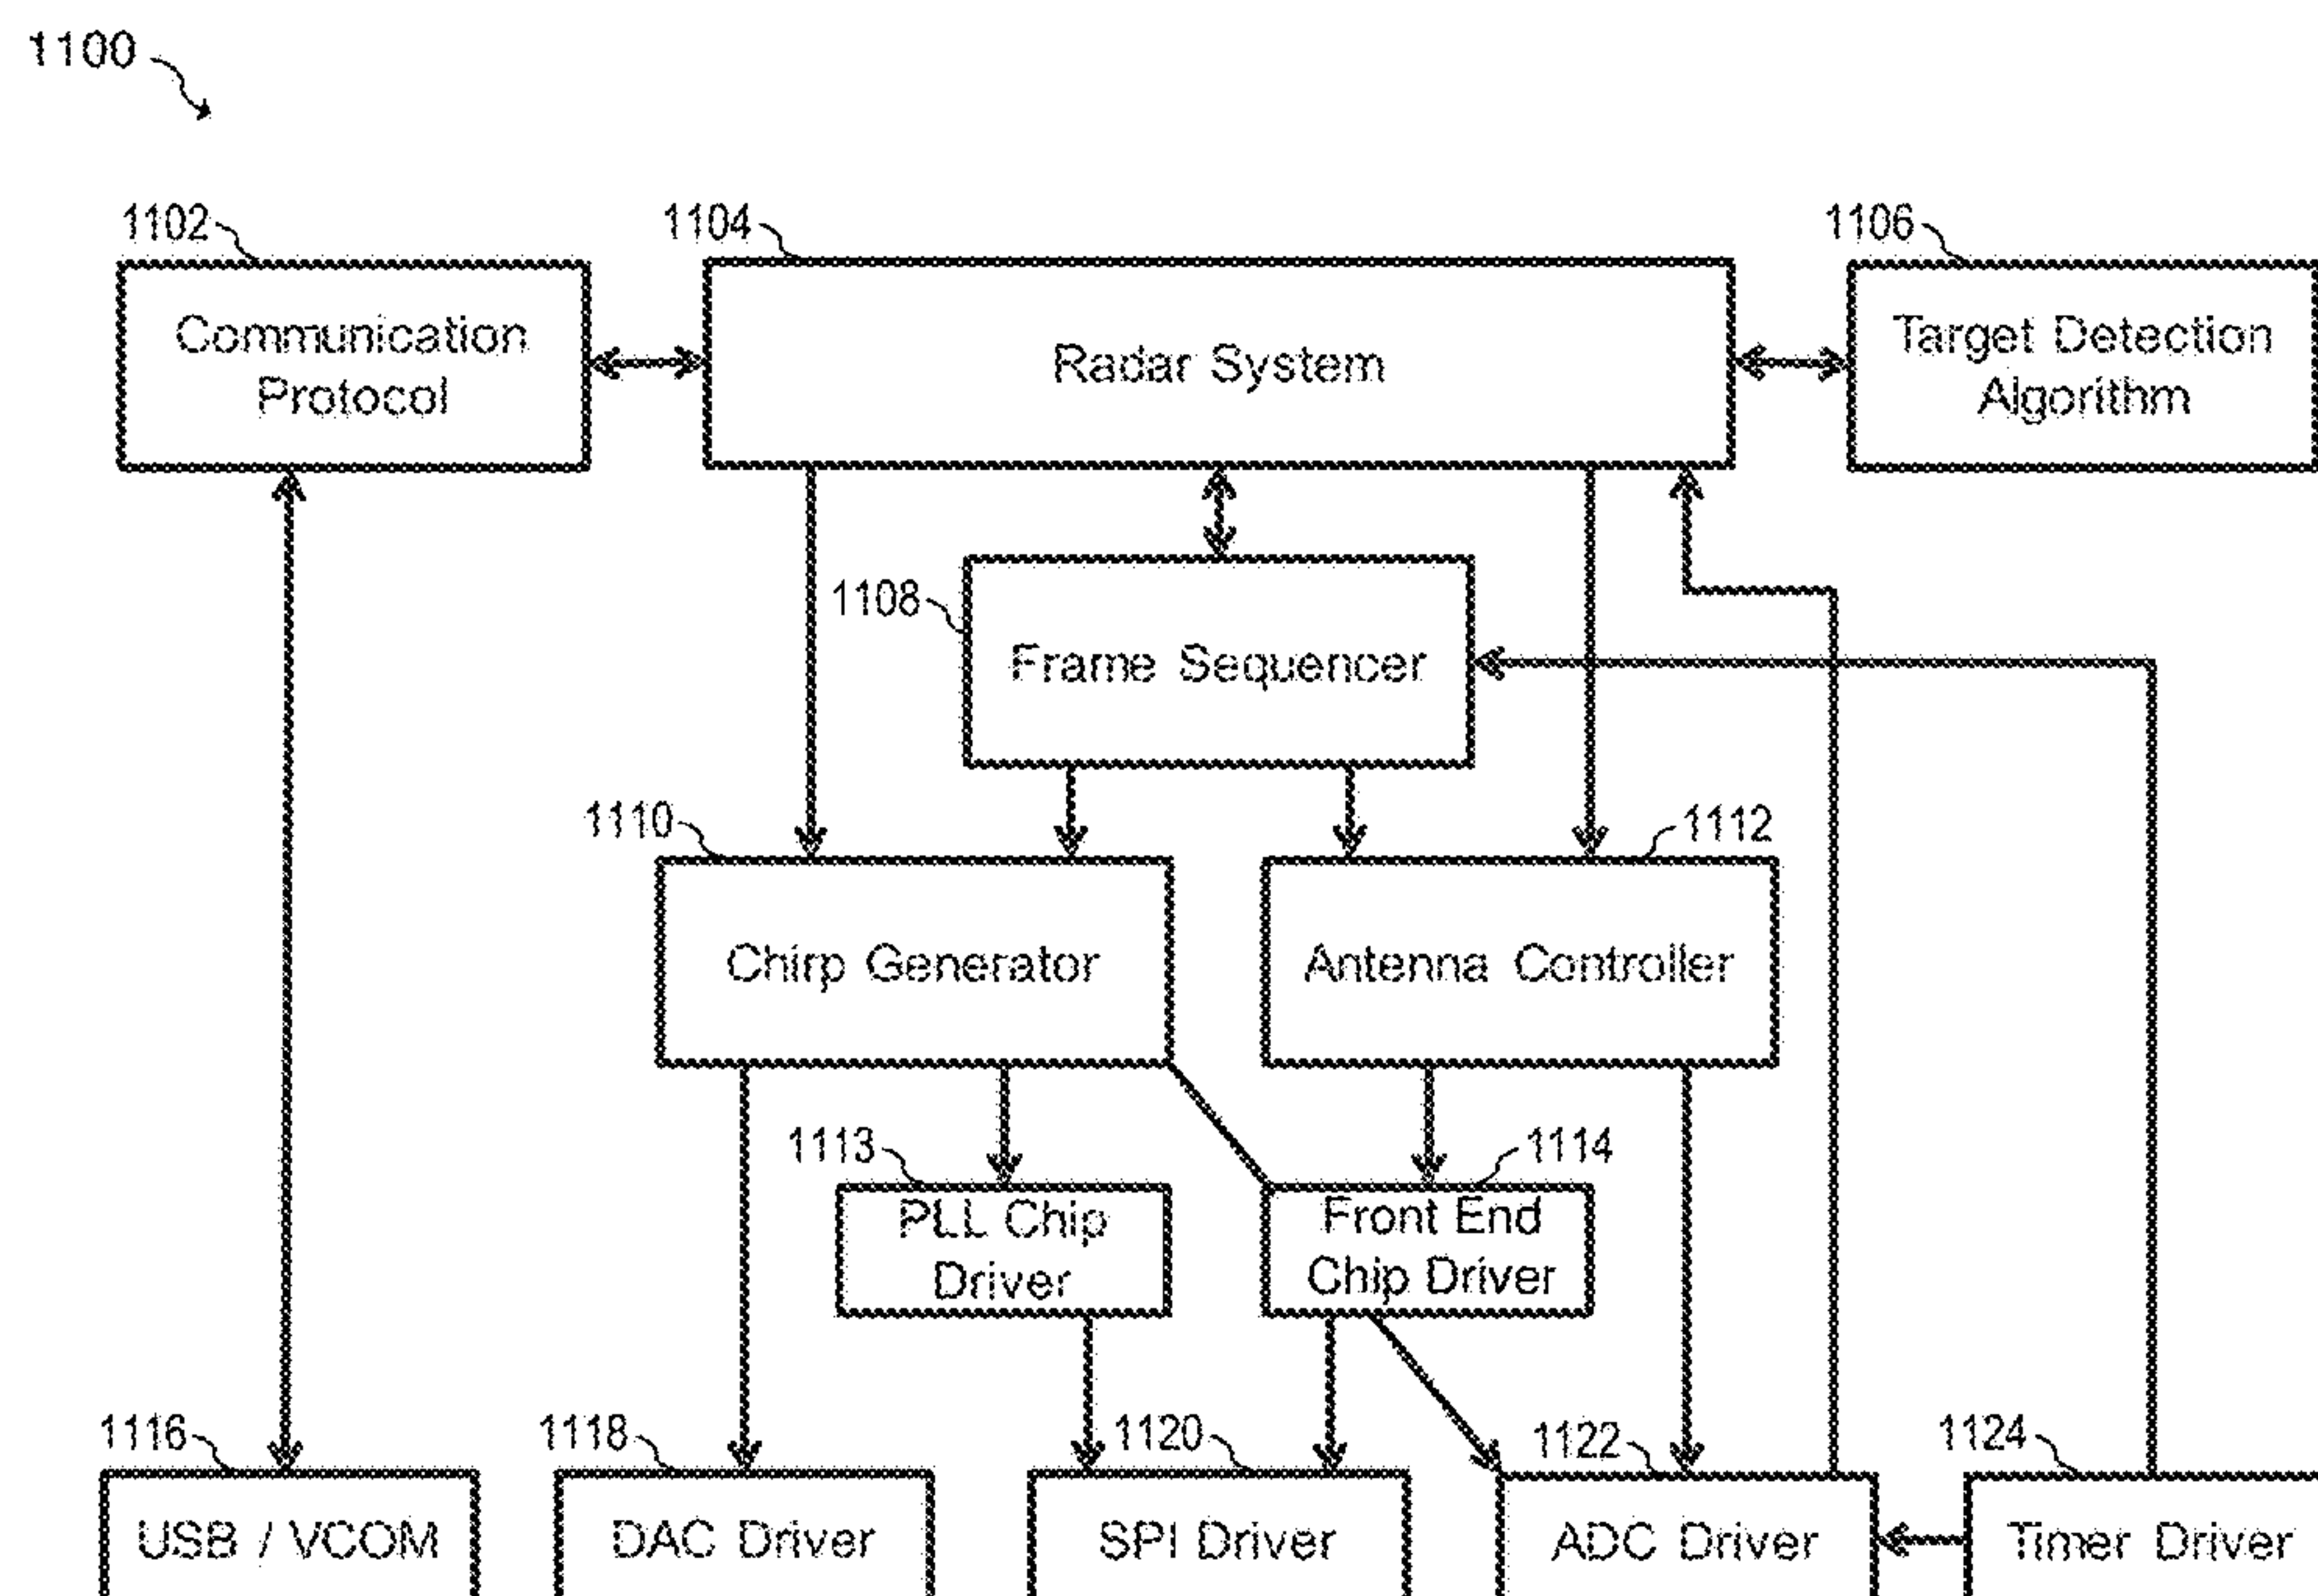 1100
1102
1104
1106
Communication
Protocol
Radar System
Target Detection
Algorithm
1108
Frame Sequencer
1110
1112
Chirp Generator
Antenna Controller
1113
1114
PLL Chip
Driver
Front End
Chip Driver
1116
1118
1120
1122
1124
USB / VCOM
DAC Driver
SPI Driver
ADC Driver
Timer Driver